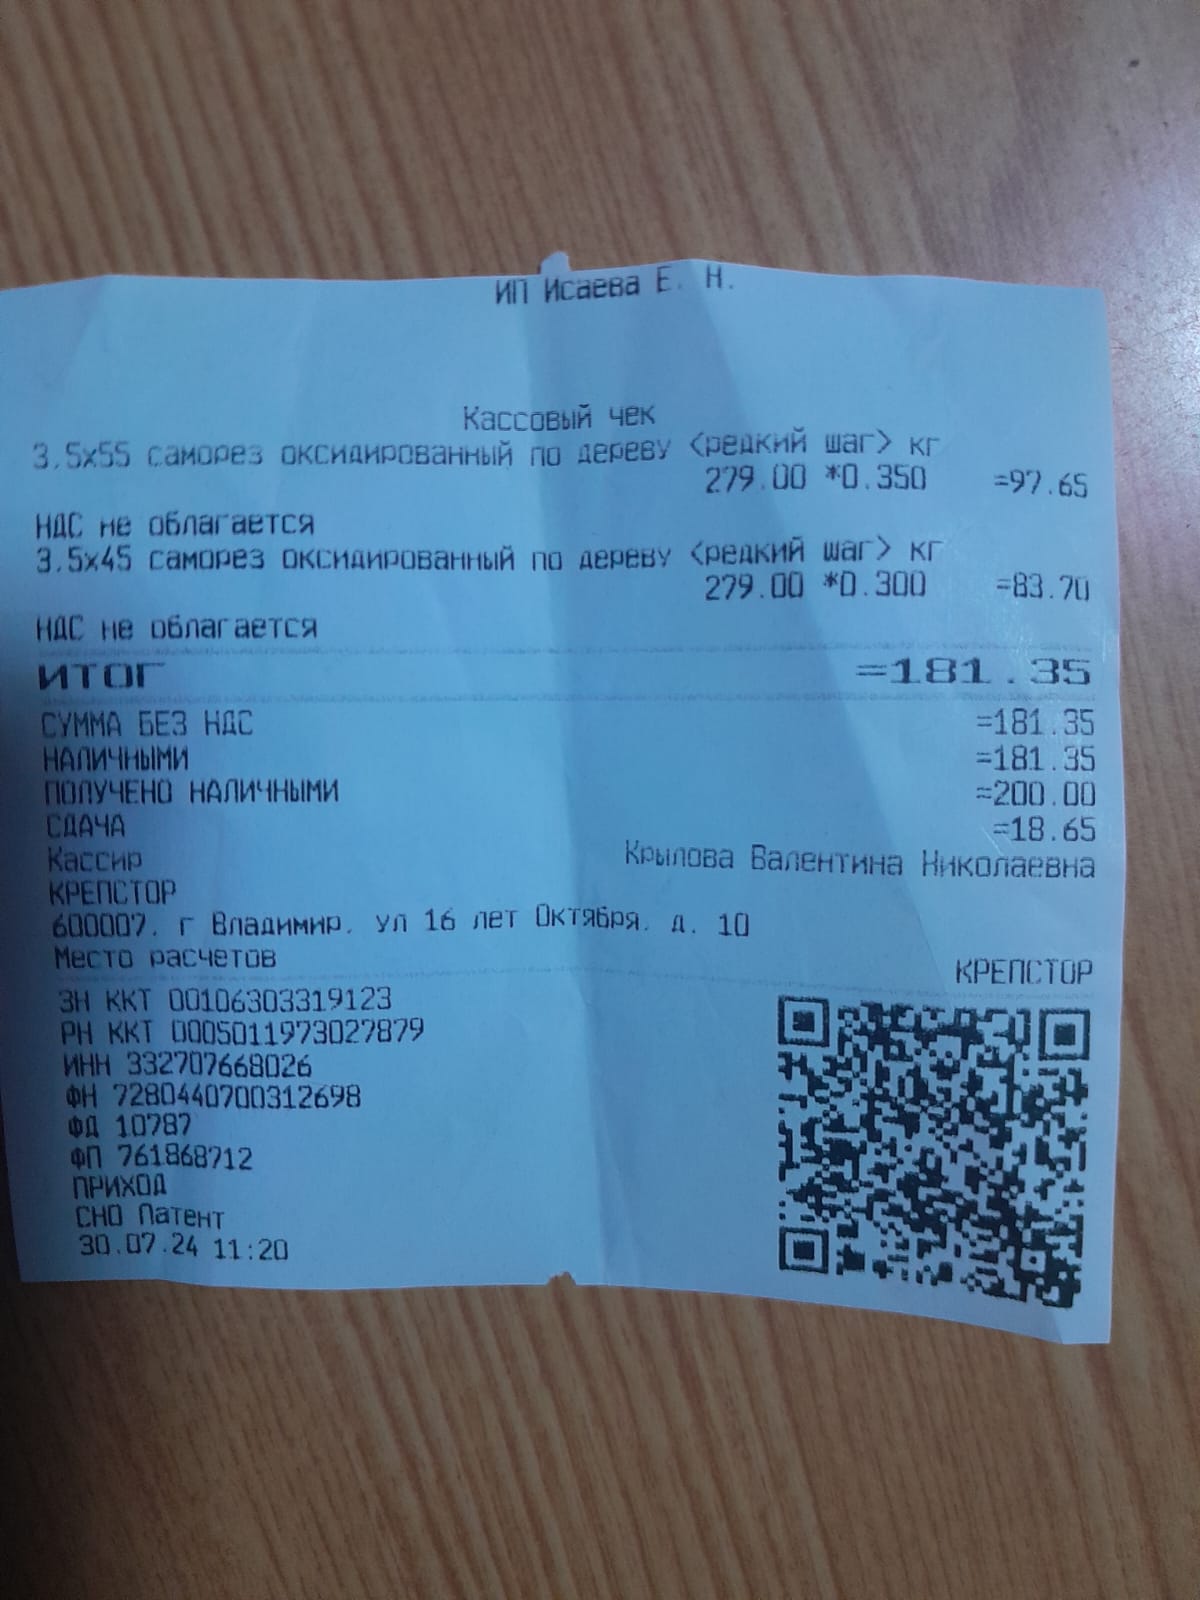 ИП Исаева Е. Н.
Кассовый чек
3.5х55 саморез оксидированный по дереву <редкий шаг> кг
279.00 *0.350 =97.65
НДС не облагается
3.5х45 саморез оксидированный по дереву <редкий шаг> кг
279.00 *0.300 =83.70
НДС не облагается
ИТОГ =181.35
СУММА БЕЗ НДС =181.35
НАЛИЧНЫМИ =181.35
ПОЛУЧЕНО НАЛИЧНЫМИ =200.00
СДАЧА =18.65
Кассир Крылова Валентина Николаевна
КРЕПСТОР
600007, г Владимир, ул 16 лет Октября, д. 10
Место расчетов КРЕПСТОР
ЗН ККТ 00106303319123
РН ККТ 0005011973027879
ИНН 332707668026
ФН 7280440700312698
ФД 10787
ФП 761868712
ПРИХОД
СНО Патент
30.07.24 11:20